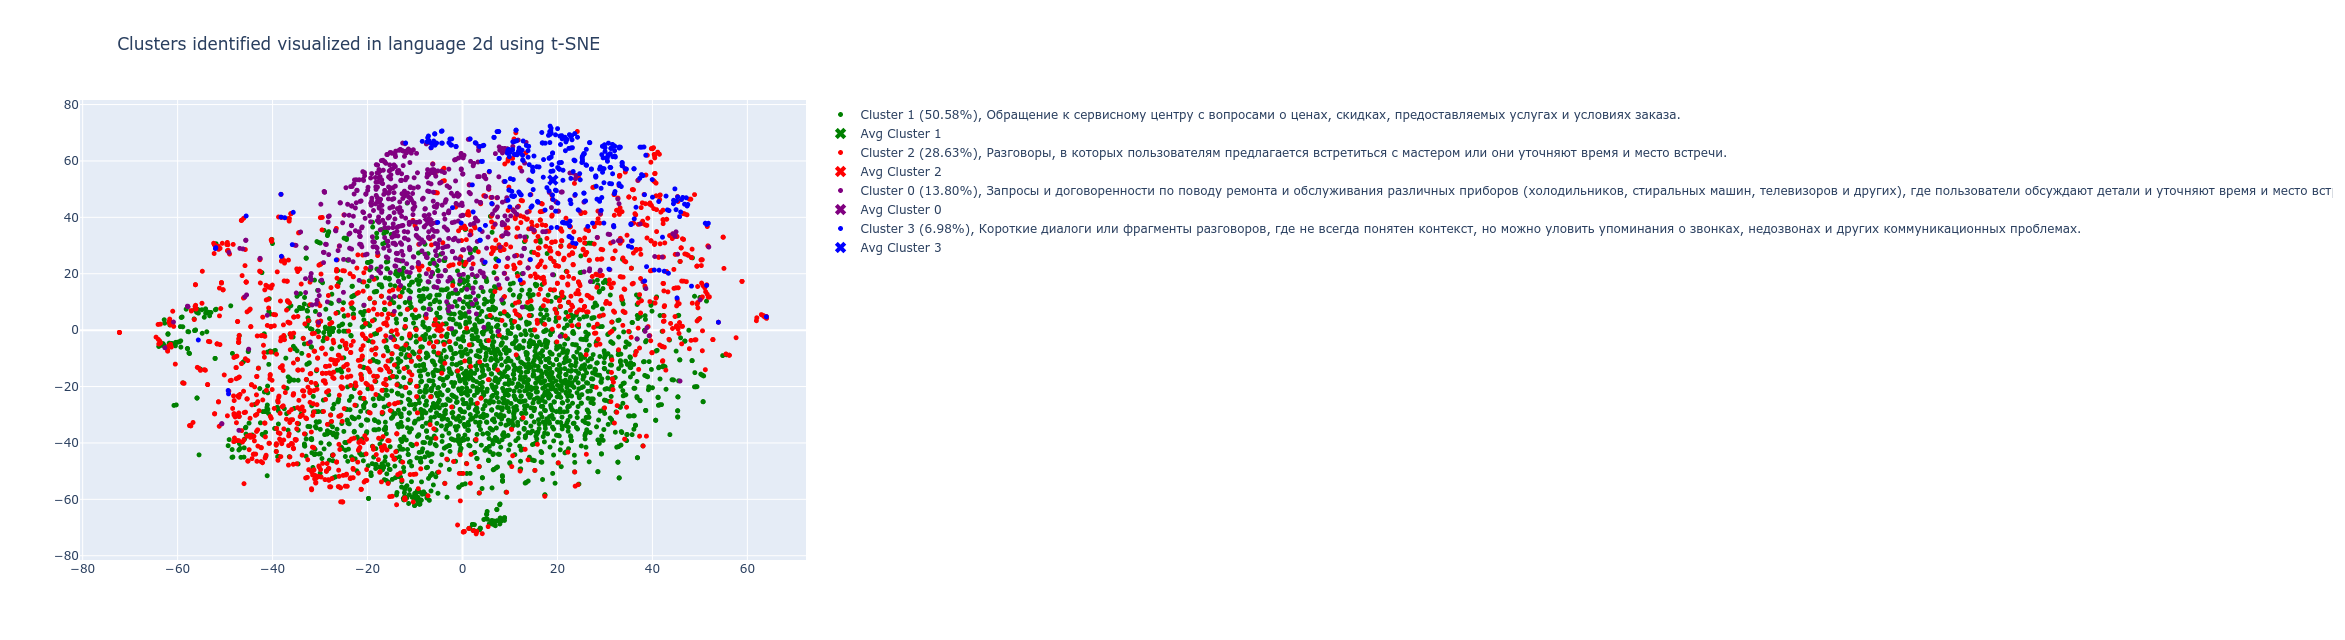 Clusters identified visualized in language 2d using t-SNE
Cluster 1 (50.58%), Обращение к сервисному центру с вопросами о ценах, скидках, предоставляемых услугах и условиях заказа.
Avg Cluster 1
Cluster 2 (28.63%), Разговоры, в которых пользователям предлагается встретиться с мастером или они уточняют время и место встречи.
Avg Cluster 2
Cluster 0 (13.80%), Запросы и договоренности по поводу ремонта и обслуживания различных приборов (холодильников, стиральных машин, телевизоров и других), где пользователи обсуждают детали и уточняют время и место
Avg Cluster 0
Cluster 3 (6.98%), Короткие диалоги или фрагменты разговоров, где не всегда понятен контекст, но можно уловить упоминания о звонках, недозвонах и других коммуникационных проблемах.
Avg Cluster 3
80
60
40
20
0
−20
−40
−60
−80
−80 −60 −40 −20 0 20 40 60